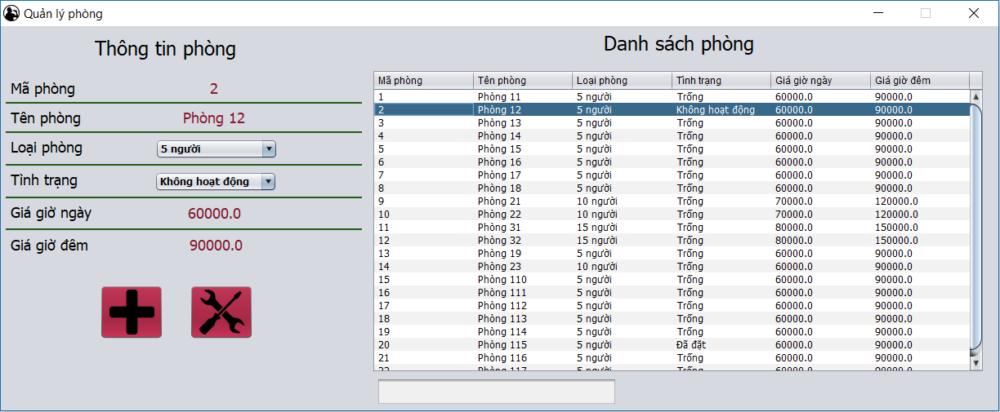 Quản lý phòng
Thông tin phòng
Mã phòng 2
Tên phòng Phòng 12
Loại phòng 5 người
Tình trạng Không hoạt động
Giá giờ ngày 60000.0
Giá giờ đêm 90000.0
Danh sách phòng
Mã phòng Tên phòng Loại phòng Tình trạng Giá giờ ngày Giá giờ đêm
1 Phòng 11 5 người Trống 60000.0 90000.0
2 Phòng 12 5 người Không hoạt động 60000.0 90000.0
3 Phòng 13 5 người Trống 60000.0 90000.0
4 Phòng 14 5 người Trống 60000.0 90000.0
5 Phòng 15 5 người Trống 60000.0 90000.0
6 Phòng 16 5 người Trống 60000.0 90000.0
7 Phòng 17 5 người Trống 60000.0 90000.0
8 Phòng 18 5 người Trống 60000.0 90000.0
9 Phòng 21 10 người Trống 70000.0 120000.0
10 Phòng 22 10 người Trống 70000.0 120000.0
11 Phòng 31 15 người Trống 80000.0 150000.0
12 Phòng 32 15 người Trống 80000.0 150000.0
13 Phòng 19 5 người Trống 60000.0 90000.0
14 Phòng 23 10 người Trống 60000.0 90000.0
15 Phòng 110 5 người Trống 60000.0 90000.0
16 Phòng 111 5 người Trống 60000.0 90000.0
17 Phòng 112 5 người Trống 60000.0 90000.0
18 Phòng 113 5 người Trống 60000.0 90000.0
19 Phòng 114 5 người Trống 60000.0 90000.0
20 Phòng 115 5 người Đã đặt 60000.0 90000.0
21 Phòng 116 5 người Trống 60000.0 90000.0
22 Phòng 117 5 người Trống 60000.0 90000.0